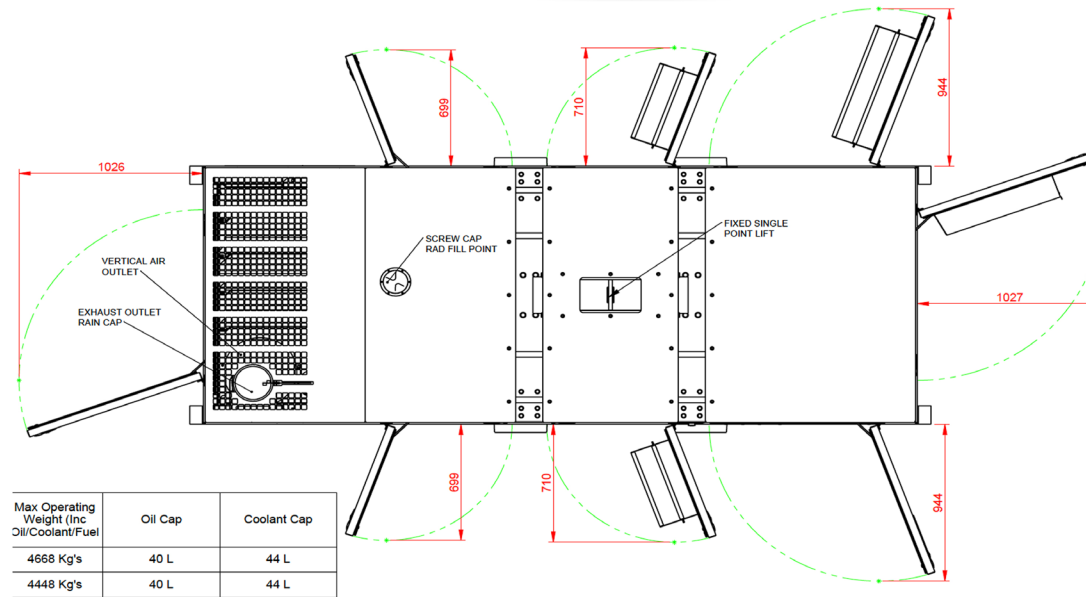 699
710
944
1026
FIXED SINGLE
POINT LIFT
SCREW CAP
RAD FILL POINT
VERTICAL AIR
OUTLET
1027
EXHAUST OUTLET
RAIN CAP
699
710
944
Max Operating
Weight (Inc
Oil/Coolant/Fuel
Oil Cap
Coolant Cap
4668 Kg's
40 L
44 L
4448 Kg's
40 L
44 L